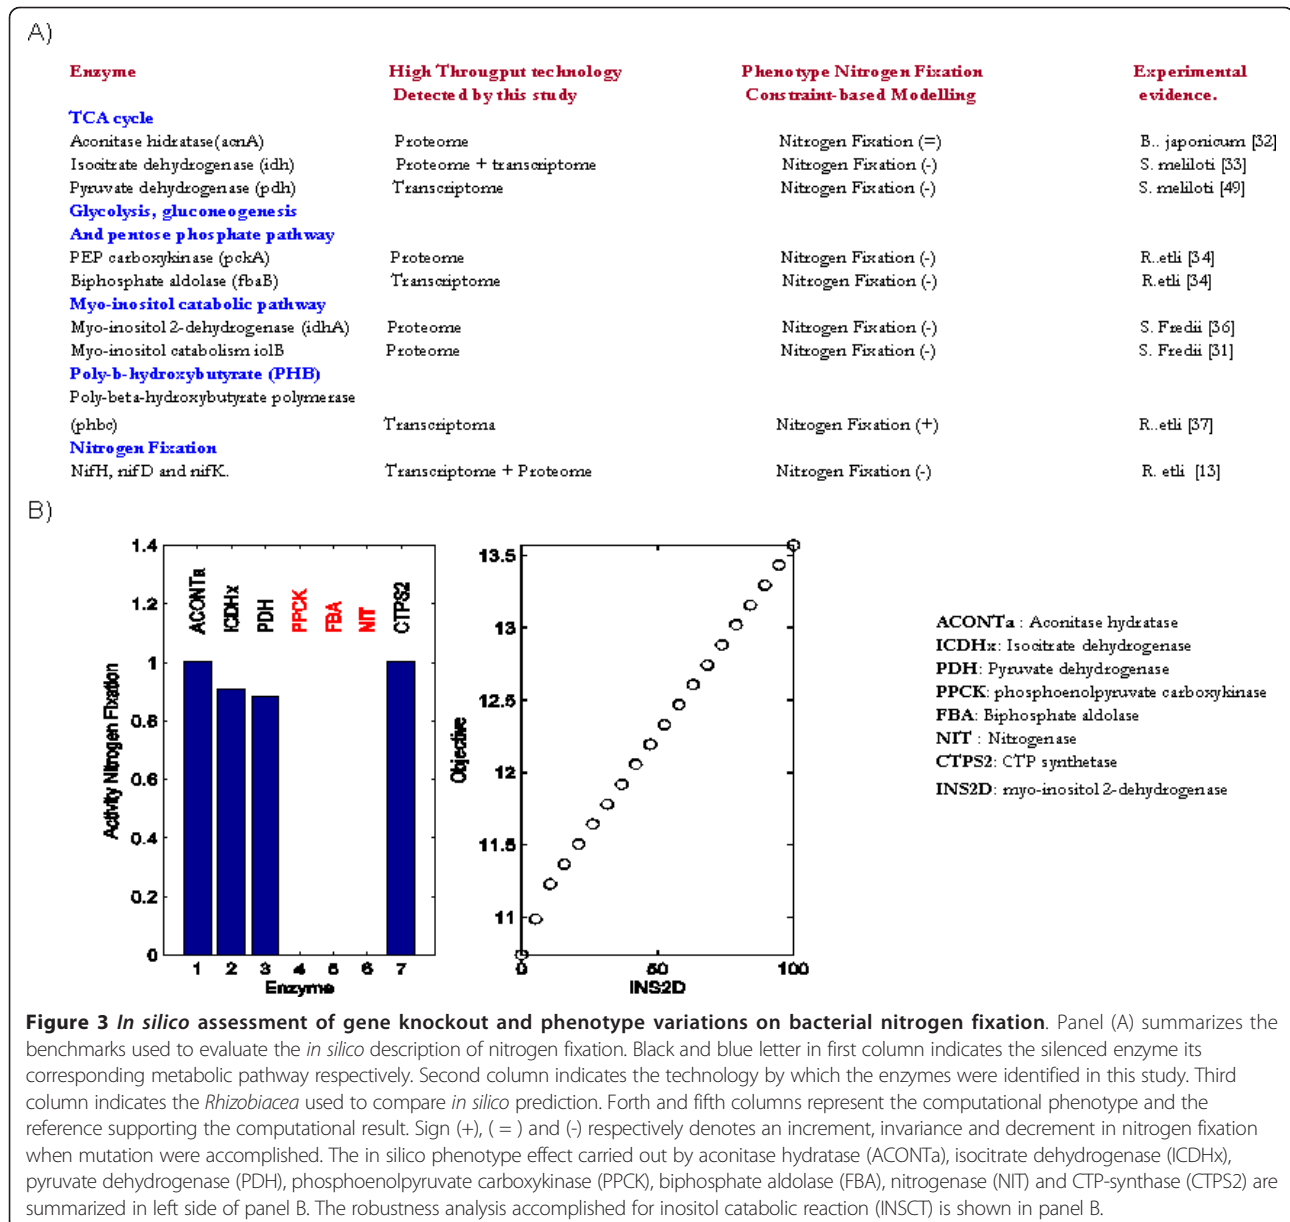 A)
Enzyme High Througput technology Phenotype Nitrogen Fixation Experimental
Detected by this study Constraint-based Modelling evidence.
TCA cycle
Aconitase hidratase(acnA) Proteome Nitrogen Fixation (=) B.. japonicum [32]
Isocitrate dehydrogenase (idh) Proteome + transcriptome Nitrogen Fixation (-) S. meliloti [33]
Pyruvate dehydrogenase (pdh) Transcriptome Nitrogen Fixation (-) S. meliloti [49]
Glycolysis, gluconeogenesis
And pentose phosphate pathway
PEP carboxykinase (pckA) Proteome Nitrogen Fixation (-) R..etli [34]
Biphosphate aldolase (fbaB) Transcriptome Nitrogen Fixation (-) R.etli [34]
Myo-inositol catabolic pathway
Myo-inositol 2-dehydrogenase (idhA) Proteome Nitrogen Fixation (-) S. Fredii [36]
Myo-inositol catabolism iolB Proteome Nitrogen Fixation (-) S. Fredii [31]
Poly-b-hydroxybutyrate (PHB)
Poly-beta-hydroxybutyrate polymerase
(phbc) Transcriptoma Nitrogen Fixation (+) R..etli [37]
Nitrogen Fixation
NifH, nifD and nifK. Transcriptome + Proteome Nitrogen Fixation (-) R. etli [13]
B)
Activity Nitrogen Fixation
1.4
1.2
1
0.8
0.6
0.4
0.2
0
ACONTa
ICIDHx
PDH
PPCK
FBA
NIT
CTPS2
1 2 3 4 5 6 7
Enzyme
Objective
13.5
13
12.5
12
11.5
11
0 50 100
INS2D
ACONTa : Aconitase hydratase
ICDHx: Isocitrate dehydrogenase
PDH: Pyruvate dehydrogenase
PPCK: phosphoenolpyruvate carboxykinase
FBA: Biphosphate aldolase
NIT : Nitrogenase
CTPS2: CTP synthetase
INS2D: myo-inositol 2-dehydrogenase
Figure 3 In silico assessment of gene knockout and phenotype variations on bacterial nitrogen fixation. Panel (A) summarizes the
benchmarks used to evaluate the in silico description of nitrogen fixation. Black and blue letter in first column indicates the silenced enzyme its
corresponding metabolic pathway respectively. Second column indicates the technology by which the enzymes were identified in this study. Third
column indicates the Rhizobiacea used to compare in silico prediction. Forth and fifth columns represent the computational phenotype and the
reference supporting the computational result. Sign (+), ( = ) and (-) respectively denotes an increment, invariance and decrement in nitrogen fixation
when mutation were accomplished. The in silico phenotype effect carried out by aconitase hydratase (ACONTa), isocitrate dehydrogenase (ICDHx),
pyruvate dehydrogenase (PDH), phosphoenolpyruvate carboxykinase (PPCK), biphosphate aldolase (FBA), nitrogenase (NIT) and CTP-synthase (CTPS2) are
summarized in left side of panel B. The robustness analysis accomplished for inositol catabolic reaction (INSCT) is shown in panel B.